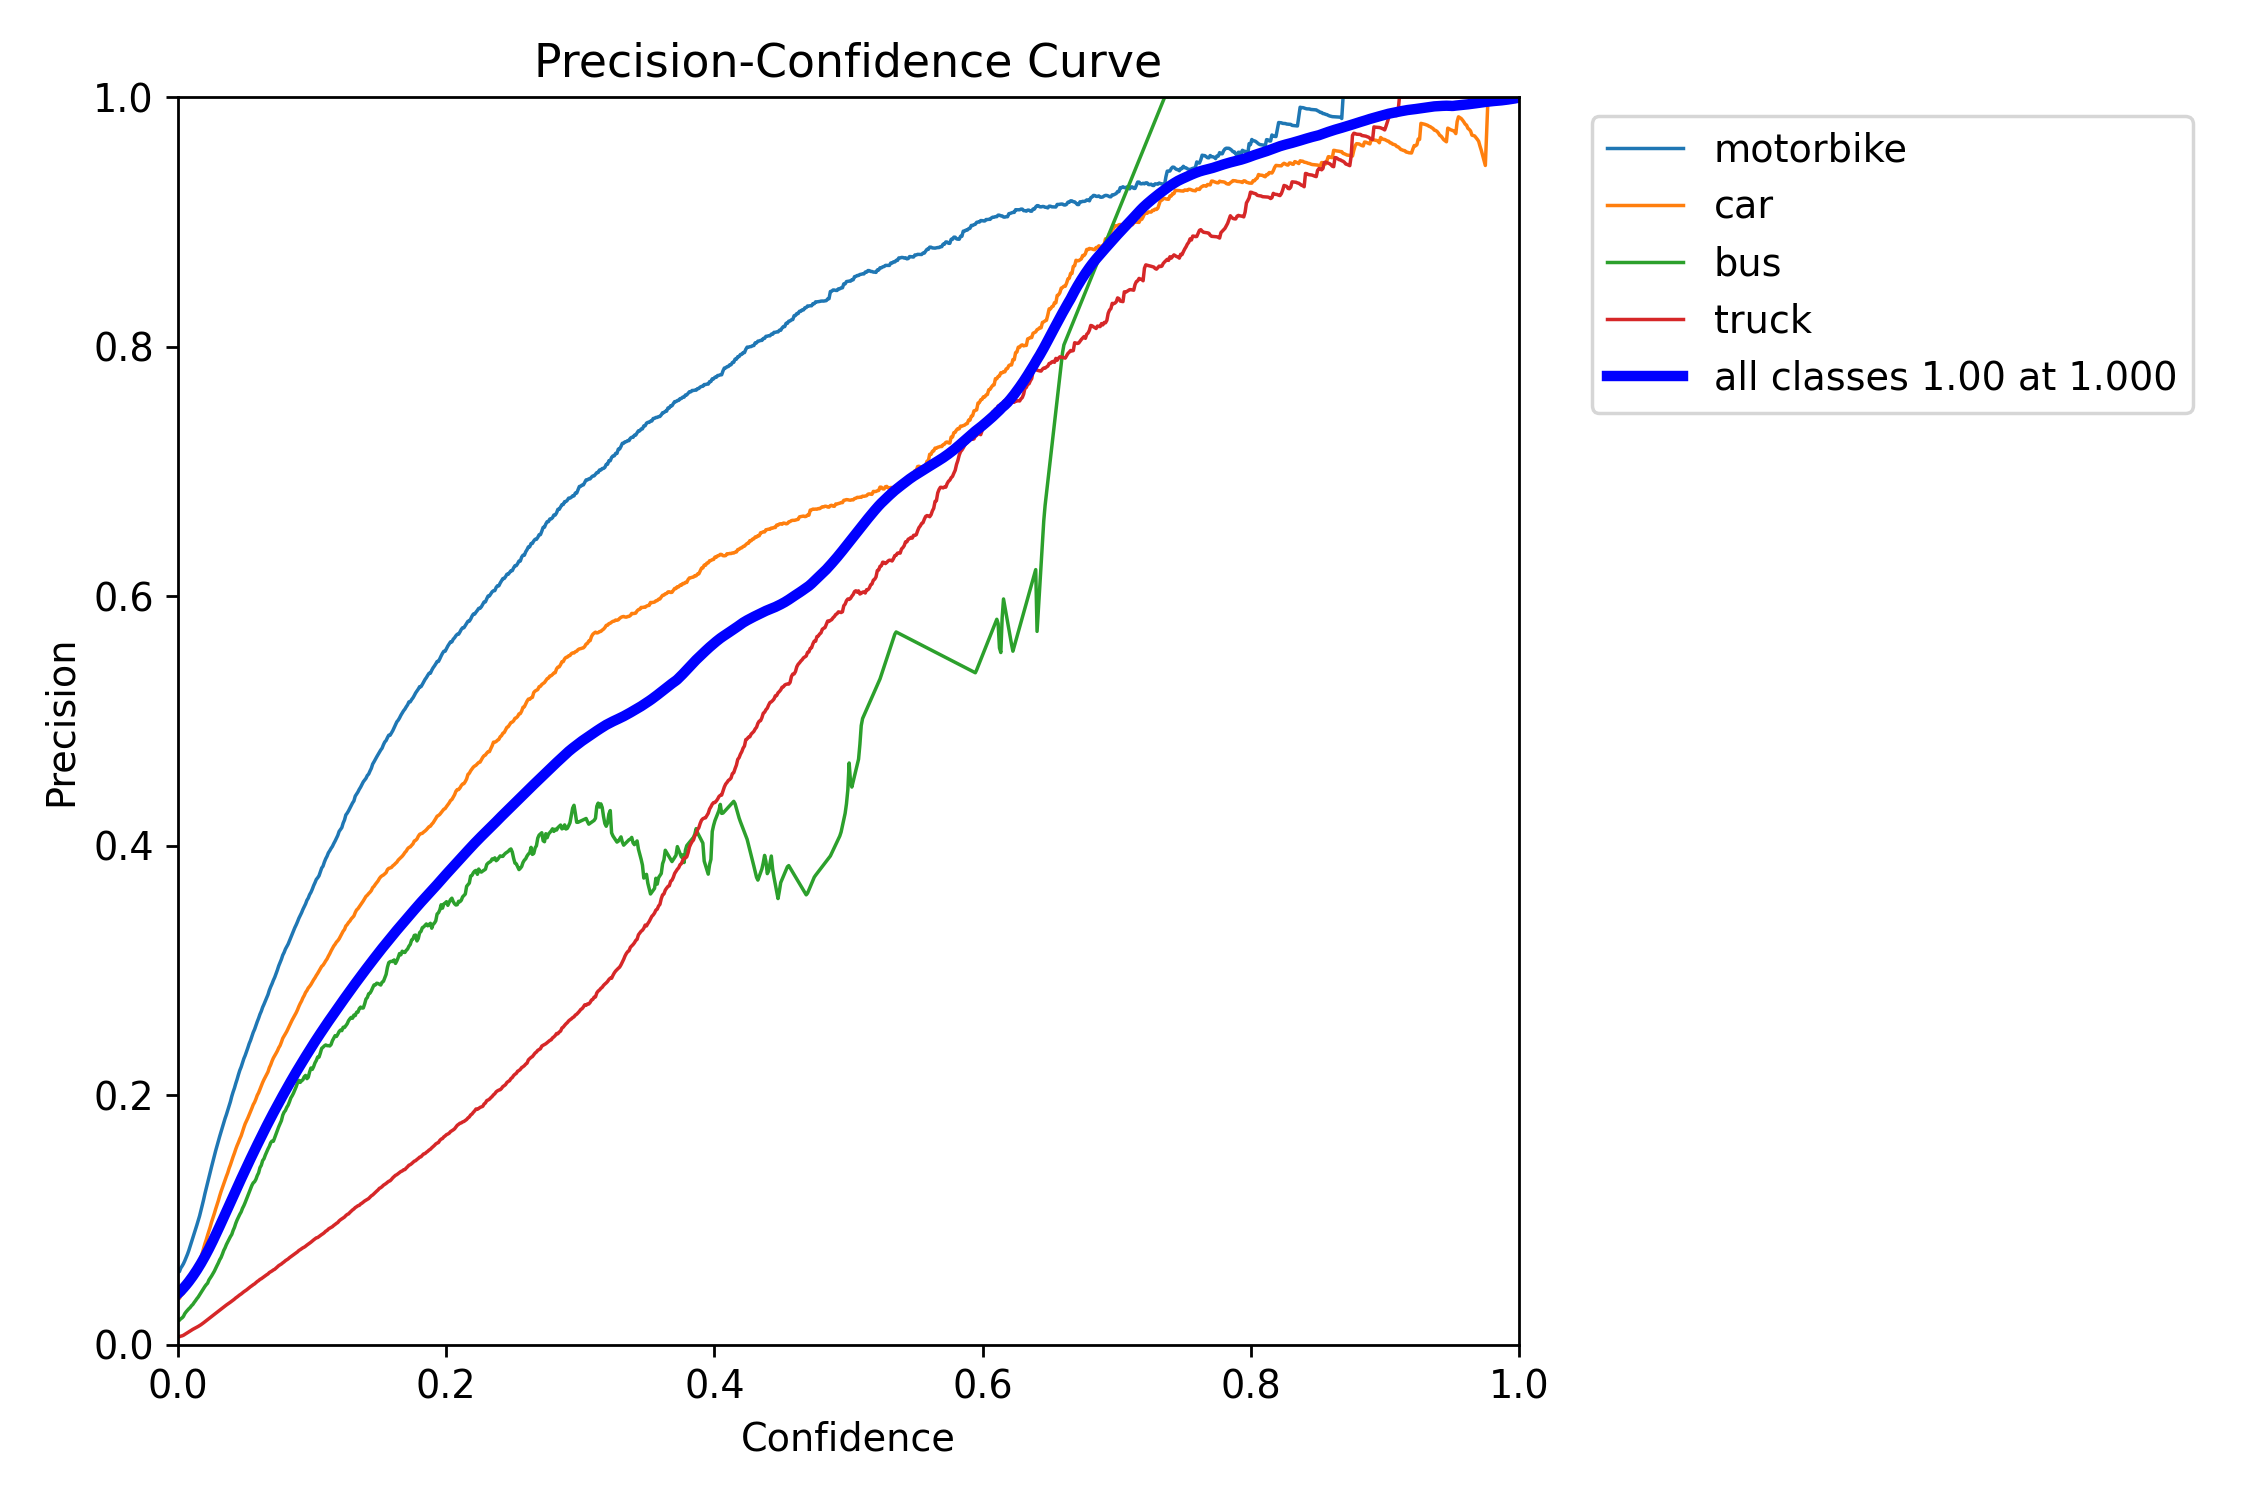 Precision-Confidence Curve
1.0
0.8
0.6
0.4
0.2
0.0
Precision
0.0 0.2 0.4 0.6 0.8 1.0
Confidence
motorbike
car
bus
truck
all classes 1.00 at 1.000